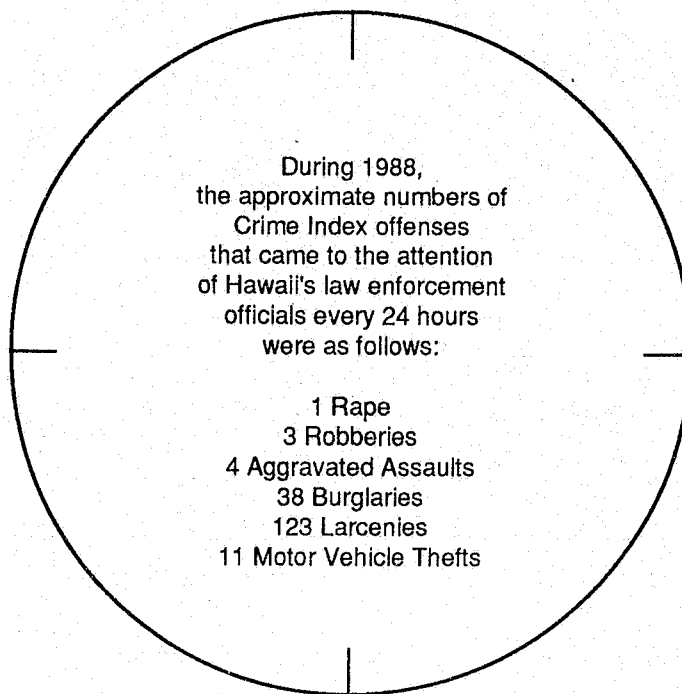 During 1988,
the approximate numbers of
Crime Index offenses
that came to the attention
of Hawaii's law enforcement
officials every 24 hours
were as follows:
1 Rape
3 Robberies
4 Aggravated Assaults
38 Burglaries
123 Larcenies
11 Motor Vehicle Thefts